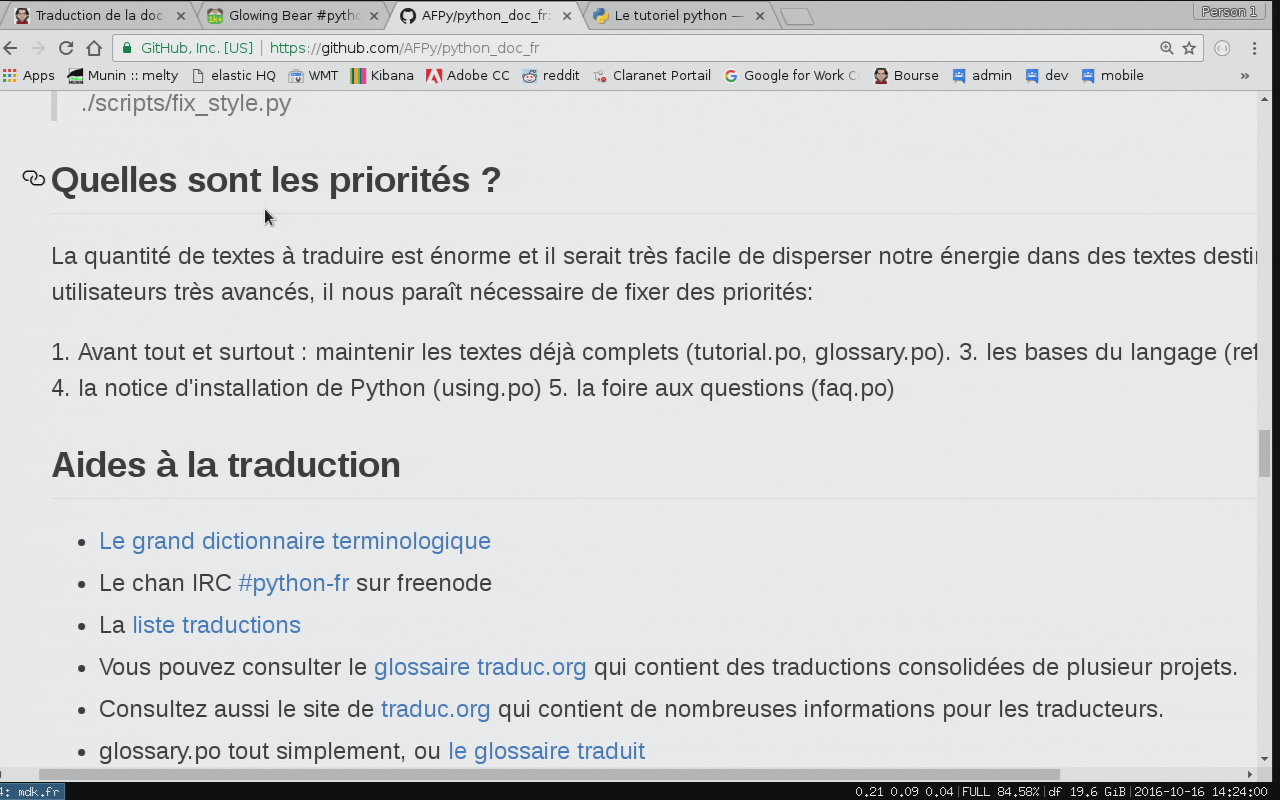 Traduction de la doc
Glowing Bear #pytho
AFPy/python_doc_fr:
Le tutoriel python —
Person 1
GitHub, Inc. [US]
https://github.com/AFPy/python_doc_fr
Apps
Munin :: melty
elastic HQ
WMT
Kibana
Adobe CC
reddit
Claranet Portail
Google for Work C
Bourse
admin
dev
mobile
»
./scripts/fix_style.py
Quelles sont les priorités ?
La quantité de textes à traduire est énorme et il serait très facile de disperser notre énergie dans des textes destin
utilisateurs très avancés, il nous paraît nécessaire de fixer des priorités:
1. Avant tout et surtout : maintenir les textes déjà complets (tutorial.po, glossary.po). 3. les bases du langage (ref
4. la notice d'installation de Python (using.po) 5. la foire aux questions (faq.po)
Aides à la traduction
• Le grand dictionnaire terminologique
• Le chan IRC #python-fr sur freenode
• La liste traductions
• Vous pouvez consulter le glossaire traduc.org qui contient des traductions consolidées de plusieur projets.
• Consultez aussi le site de traduc.org qui contient de nombreuses informations pour les traducteurs.
• glossary.po tout simplement, ou le glossaire traduit
4: mdk.fr
0.21 0.09 0.04|FULL 84.58%|df 19.6 GiB|2016-10-16 14:24:00